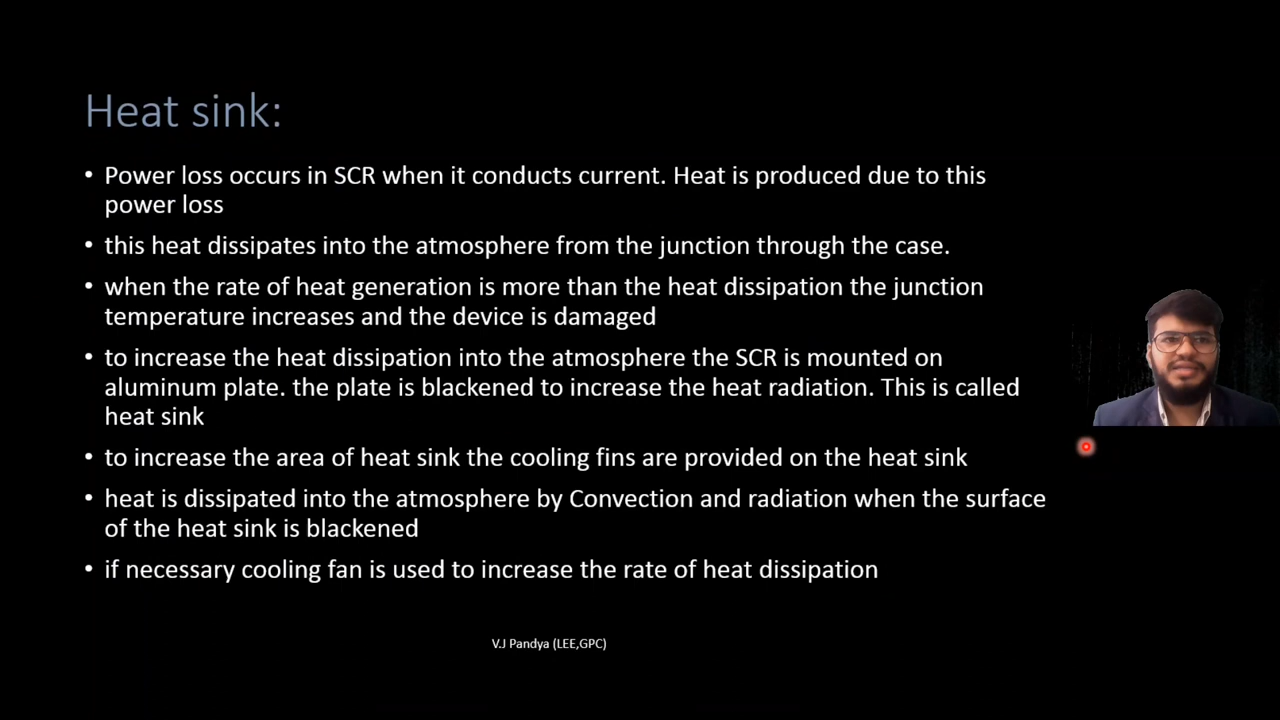 Heat sink:
• Power loss occurs in SCR when it conducts current. Heat is produced due to this
power loss
• this heat dissipates into the atmosphere from the junction through the case.
• when the rate of heat generation is more than the heat dissipation the junction
temperature increases and the device is damaged
• to increase the heat dissipation into the atmosphere the SCR is mounted on
aluminum plate. the plate is blackened to increase the heat radiation. This is called
heat sink
• to increase the area of heat sink the cooling fins are provided on the heat sink
• heat is dissipated into the atmosphere by Convection and radiation when the surface
of the heat sink is blackened
• if necessary cooling fan is used to increase the rate of heat dissipation
V.J Pandya (LEE,GPC)